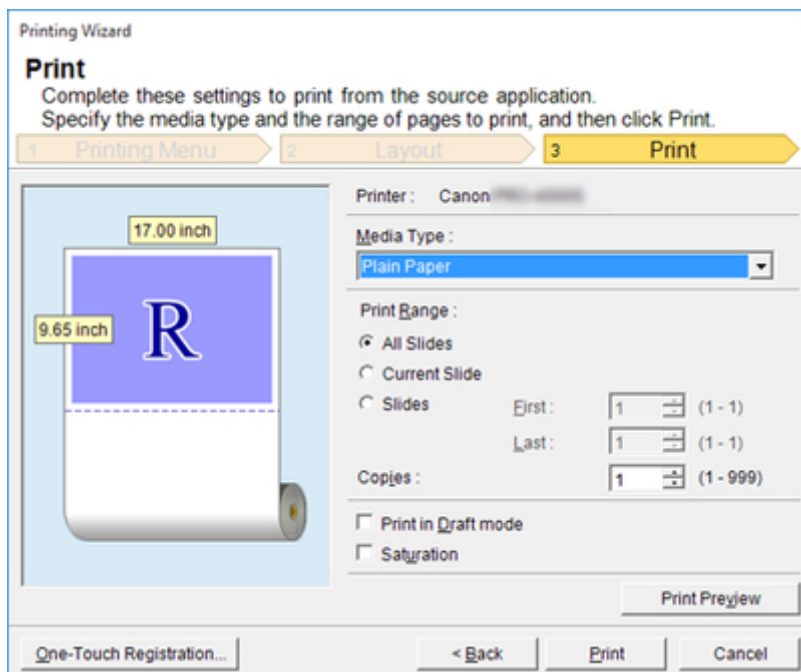 Printing Wizard
Print
Complete these settings to print from the source application.
Specify the media type and the range of pages to print, and then click Print.
1 Printing Menu 2 Layout 3 Print
Printer : Canon
17.00 inch
9.65 inch
R
Media Type :
Plain Paper
Print Range :
All Slides
Current Slide
Slides First : 1 (1 - 1)
Last : 1 (1 - 1)
Copies : 1 (1 - 999)
Print in Draft mode
Saturation
Print Preview
One-Touch Registration... < Back Print Cancel